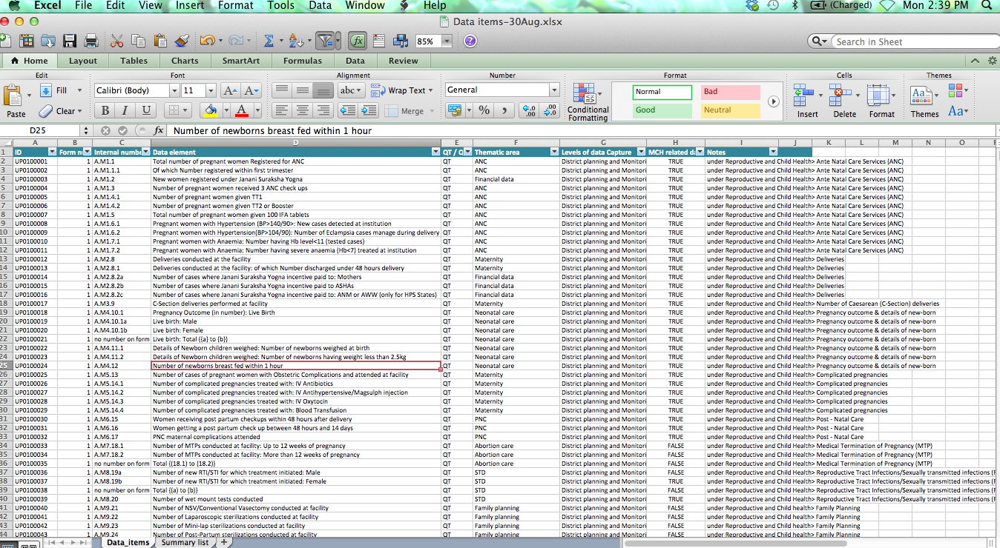 Excel File Edit View Insert Format Tools Data Window Help (Charged) Mon 2:39 PM
Data items-30Aug.xlsx
85% Search in Sheet
Home Layout Tables Charts SmartArt Formulas Data Review
Edit Font Alignment Number Format Cells Themes
Fill Calibri (Body) 11 abc Wrap Text General Normal Bad
Paste Clear B I U Merge Conditional Formatting Good Neutral Insert Delete Format Themes Aa
D25 fx Number of newborns breast fed within 1 hour
A B C D E F G H I J K L M N O
1 ID Form Internal numbe Data element QT / Q Thematic area Levels of data Capture MCH related da Notes
2 UP0100001 1 A.M1.1 Total number of pregnant women Registered for ANC QT ANC District planning and Monitori TRUE under Reproductive and Child Health> Ante Natal Care Services (ANC)
3 UP0100002 1 A.M1.1.1 Of which Number registered within first trimester QT ANC District planning and Monitori TRUE under Reproductive and Child Health> Ante Natal Care Services (ANC)
4 UP0100003 1 A.M1.2 New women registered under Janani Suraksha Yogna QT Financial data District planning and Monitori TRUE under Reproductive and Child Health> Ante Natal Care Services (ANC)
5 UP0100004 1 A.M1.3 Number of pregnant women received 3 ANC check ups QT ANC District planning and Monitori TRUE under Reproductive and Child Health> Ante Natal Care Services (ANC)
6 UP0100005 1 A.M1.4.1 Number of pregnant women given TT1 QT ANC District planning and Monitori TRUE under Reproductive and Child Health> Ante Natal Care Services (ANC)
7 UP0100006 1 A.M1.4.2 Number of pregnant women given TT2 or Booster QT ANC District planning and Monitori TRUE under Reproductive and Child Health> Ante Natal Care Services (ANC)
8 UP0100007 1 A.M1.5 Total number of pregnant women given 100 IFA tablets QT ANC District planning and Monitori TRUE under Reproductive and Child Health> Ante Natal Care Services (ANC)
9 UP0100008 1 A.M1.6.1 Pregnant women with Hypertension (BP>140/90>: New cases detected at institution QT ANC District planning and Monitori TRUE under Reproductive and Child Health> Ante Natal Care Services (ANC)
10 UP0100009 1 A.M1.6.2 Pregnant women with Hypertension(BP>104/90): Number of Eclampsia cases manage during delivery QT ANC District planning and Monitori TRUE under Reproductive and Child Health> Ante Natal Care Services (ANC)
11 UP0100010 1 A.M1.7.1 Pregnant women with Anaemia: Number having Hb level<11 (tested cases) QT ANC District planning and Monitori TRUE under Reproductive and Child Health> Ante Natal Care Services (ANC)
12 UP0100011 1 A.M1.7.2 Pregnant women with Anaemia: Number having severe anaemia (Hb<7) treated at institution QT ANC District planning and Monitori TRUE under Reproductive and Child Health> Ante Natal Care Services (ANC)
13 UP0100012 1 A.M2.8 Deliveries conducted at the facility QT Maternity District planning and Monitori TRUE under Reproductive and Child Health> Deliveries
14 UP0100013 1 A.M2.8.1 Deliveries conducted at the facility: of which Number discharged under 48 hours delivery QT Maternity District planning and Monitori TRUE under Reproductive and Child Health> Deliveries
15 UP0100014 1 A.M2.8.2a Number of cases where Janani Suraksha Yogna incentive paid to: Mothers QT Financial data District planning and Monitori TRUE under Reproductive and Child Health> Deliveries
16 UP0100015 1 A.M2.8.2b Number of cases where Janani Suraksha Yogna incentive paid to ASHAs QT Financial data District planning and Monitori TRUE under Reproductive and Child Health> Deliveries
17 UP0100016 1 A.M2.8.2c Number of cases where Janani Suraksha Yogna incentive paid to: ANM or AWW (only for HPS States) QT Financial data District planning and Monitori TRUE under Reproductive and Child Health> Deliveries
18 UP0100017 1 A.M3.9 C-Section deliveries performed at facility QT Maternity District planning and Monitori TRUE under Reproductive and Child Health> Number of Caesarean (C-Section) deliveries
19 UP0100018 1 A.M4.10.1 Pregnancy Outcome (in number): Live Birth QT Neonatal care District planning and Monitori TRUE under Reproductive and Child Health> Pregnancy outcome & details of new-born
20 UP0100019 1 A.M4.10.1a Live birth: Male QT Neonatal care District planning and Monitori TRUE under Reproductive and Child Health> Pregnancy outcome & details of new-born
21 UP0100020 1 A.M4.10.1b Live birth: Female QT Neonatal care District planning and Monitori TRUE under Reproductive and Child Health> Pregnancy outcome & details of new-born
22 UP0100021 1 no number on form Live birth: Total ({a} to {b}) QT Neonatal care District planning and Monitori TRUE under Reproductive and Child Health> Pregnancy outcome & details of new-born
23 UP0100022 1 A.M4.11.1 Details of Newborn children weighed: Number of newborns weighed at birth QT Neonatal care District planning and Monitori TRUE under Reproductive and Child Health> Pregnancy outcome & details of new-born
24 UP0100023 1 A.M4.11.2 Details of Newborn children weighed: Number of newborns having weight less than 2.5kg QT Neonatal care District planning and Monitori TRUE under Reproductive and Child Health> Pregnancy outcome & details of new-born
25 UP0100024 1 A.M4.12 Number of newborns breast fed within 1 hour QT Neonatal care District planning and Monitori TRUE under Reproductive and Child Health> Pregnancy outcome & details of new-born
26 UP0100025 1 A.M5.13 Number of cases of pregnant women with Obstetric Complications and attended at facility QT Maternity District planning and Monitori TRUE under Reproductive and Child Health> Complicated pregnancies
27 UP0100026 1 A.M5.14.1 Number of complicated pregnancies treated with: IV Antibiotics QT Maternity District planning and Monitori TRUE under Reproductive and Child Health> Complicated pregnancies
28 UP0100027 1 A.M5.14.2 Number of complicated pregnancies treated with: IV Antihypertensive/Magsulph injection QT Maternity District planning and Monitori TRUE under Reproductive and Child Health> Complicated pregnancies
29 UP0100028 1 A.M5.14.3 Number of complicated pregnancies treated with: IV Oxytocin QT Maternity District planning and Monitori TRUE under Reproductive and Child Health> Complicated pregnancies
30 UP0100029 1 A.M5.14.4 Number of complicated pregnancies treated with: Blood Transfusion QT Maternity District planning and Monitori TRUE under Reproductive and Child Health> Complicated pregnancies
31 UP0100030 1 A.M6.15 Women receiving post partum checkups within 48 hours after delivery QT PNC District planning and Monitori TRUE under Reproductive and Child Health> Post - Natal Care
32 UP0100031 1 A.M6.16 Women getting a post partum check up between 48 hours and 14 days QT PNC District planning and Monitori TRUE under Reproductive and Child Health> Post - Natal Care
33 UP0100032 1 A.M6.17 PNC maternal complications attended QT PNC District planning and Monitori TRUE under Reproductive and Child Health> Post - Natal Care
34 UP0100033 1 A.M7.18.1 Number of MTPs conducted at facility: Up to 12 weeks of pregnancy QT Abortion care District planning and Monitori FALSE under Reproductive and Child Health> Medical Termination of Pregnancy (MTP)
35 UP0100034 1 A.M7.18.2 Number of MTPs conducted at facility: More than 12 weeks of pregnancy QT Abortion care District planning and Monitori FALSE under Reproductive and Child Health> Medical Termination of Pregnancy (MTP)
36 UP0100035 1 no number on form Total {(18.1) to (18.2)} QT Abortion care District planning and Monitori FALSE under Reproductive and Child Health> Medical Termination of Pregnancy (MTP)
37 UP0100036 1 A.M8.19a Number of new RTI/STI for which treatment initiated: Male QT STD District planning and Monitori FALSE under Reproductive and Child Health> Reproductive Tract Infections/Sexually transmitted infections (
38 UP0100037 1 A.M8.19b Number of new RTI/STI for which treatment initiated: Female QT STD District planning and Monitori TRUE under Reproductive and Child Health> Reproductive Tract Infections/Sexually transmitted infections (
39 UP0100038 1 no number on form Total {(a) to (b)} QT STD District planning and Monitori FALSE under Reproductive and Child Health> Reproductive Tract Infections/Sexually transmitted infections (
40 UP0100039 1 A.M8.20 Number of wet mount tests conducted QT STD District planning and Monitori TRUE under Reproductive and Child Health> Reproductive Tract Infections/Sexually transmitted infections (
41 UP0100040 1 A.M9.21 Number of NSV/Conventional Vasectomy conducted at facility QT Family planning District planning and Monitori FALSE under Reproductive and Child health> Family Planning
42 UP0100041 1 A.M9.22 Number of Laparoscopic sterilizations conducted at facility QT Family planning District planning and Monitori FALSE under Reproductive and Child health> Family Planning
43 UP0100042 1 A.M9.23 Number of Mini-lap sterilizations conducted at facility QT Family planning District planning and Monitori FALSE under Reproductive and Child health> Family Planning
44 UP0100043 1 A.M9.24 Number of Post-Partum sterilizations conducted at facility QT Family planning District planning and Monitori FALSE under Reproductive and Child health> Family Planning
Data_items Summary list +